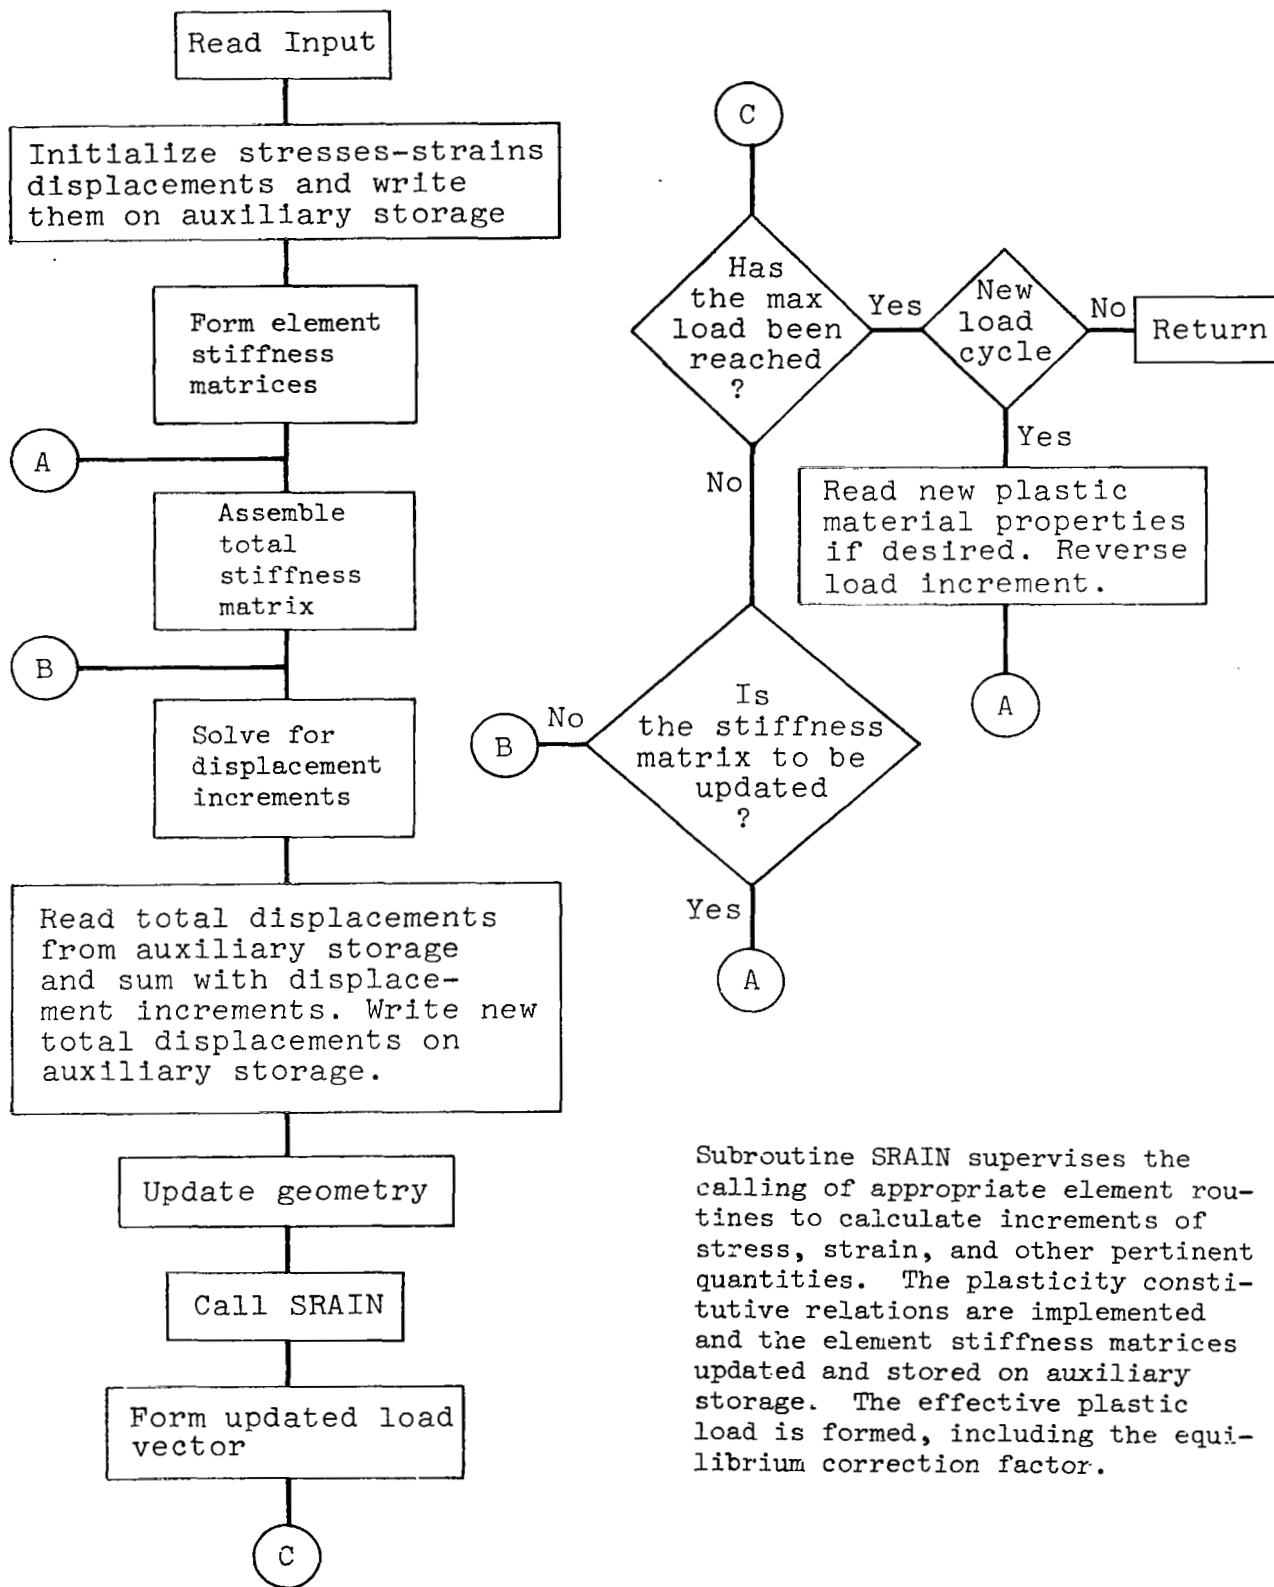 Read Input
Initialize stresses-strains
displacements and write
them on auxiliary storage
Form element
stiffness
matrices
A
Assemble
total
stiffness
matrix
B
Solve for
displacement
increments
Read total displacements
from auxiliary storage
and sum with displace-
ment increments. Write new
total displacements on
auxiliary storage.
Update geometry
Call SRAIN
Form updated load
vector
C
C
Has
the max
load been
reached
?
Yes
New
load
cycle
No
Return
Yes
Read new plastic
material properties
if desired. Reverse
load increment.
A
No
Is
the stiffness
matrix to be
updated
?
No
B
Yes
A
Subroutine SRAIN supervises the
calling of appropriate element rou-
tines to calculate increments of
stress, strain, and other pertinent
quantities. The plasticity consti-
tutive relations are implemented
and the element stiffness matrices
updated and stored on auxiliary
storage. The effective plastic
load is formed, including the equi-
librium correction factor.